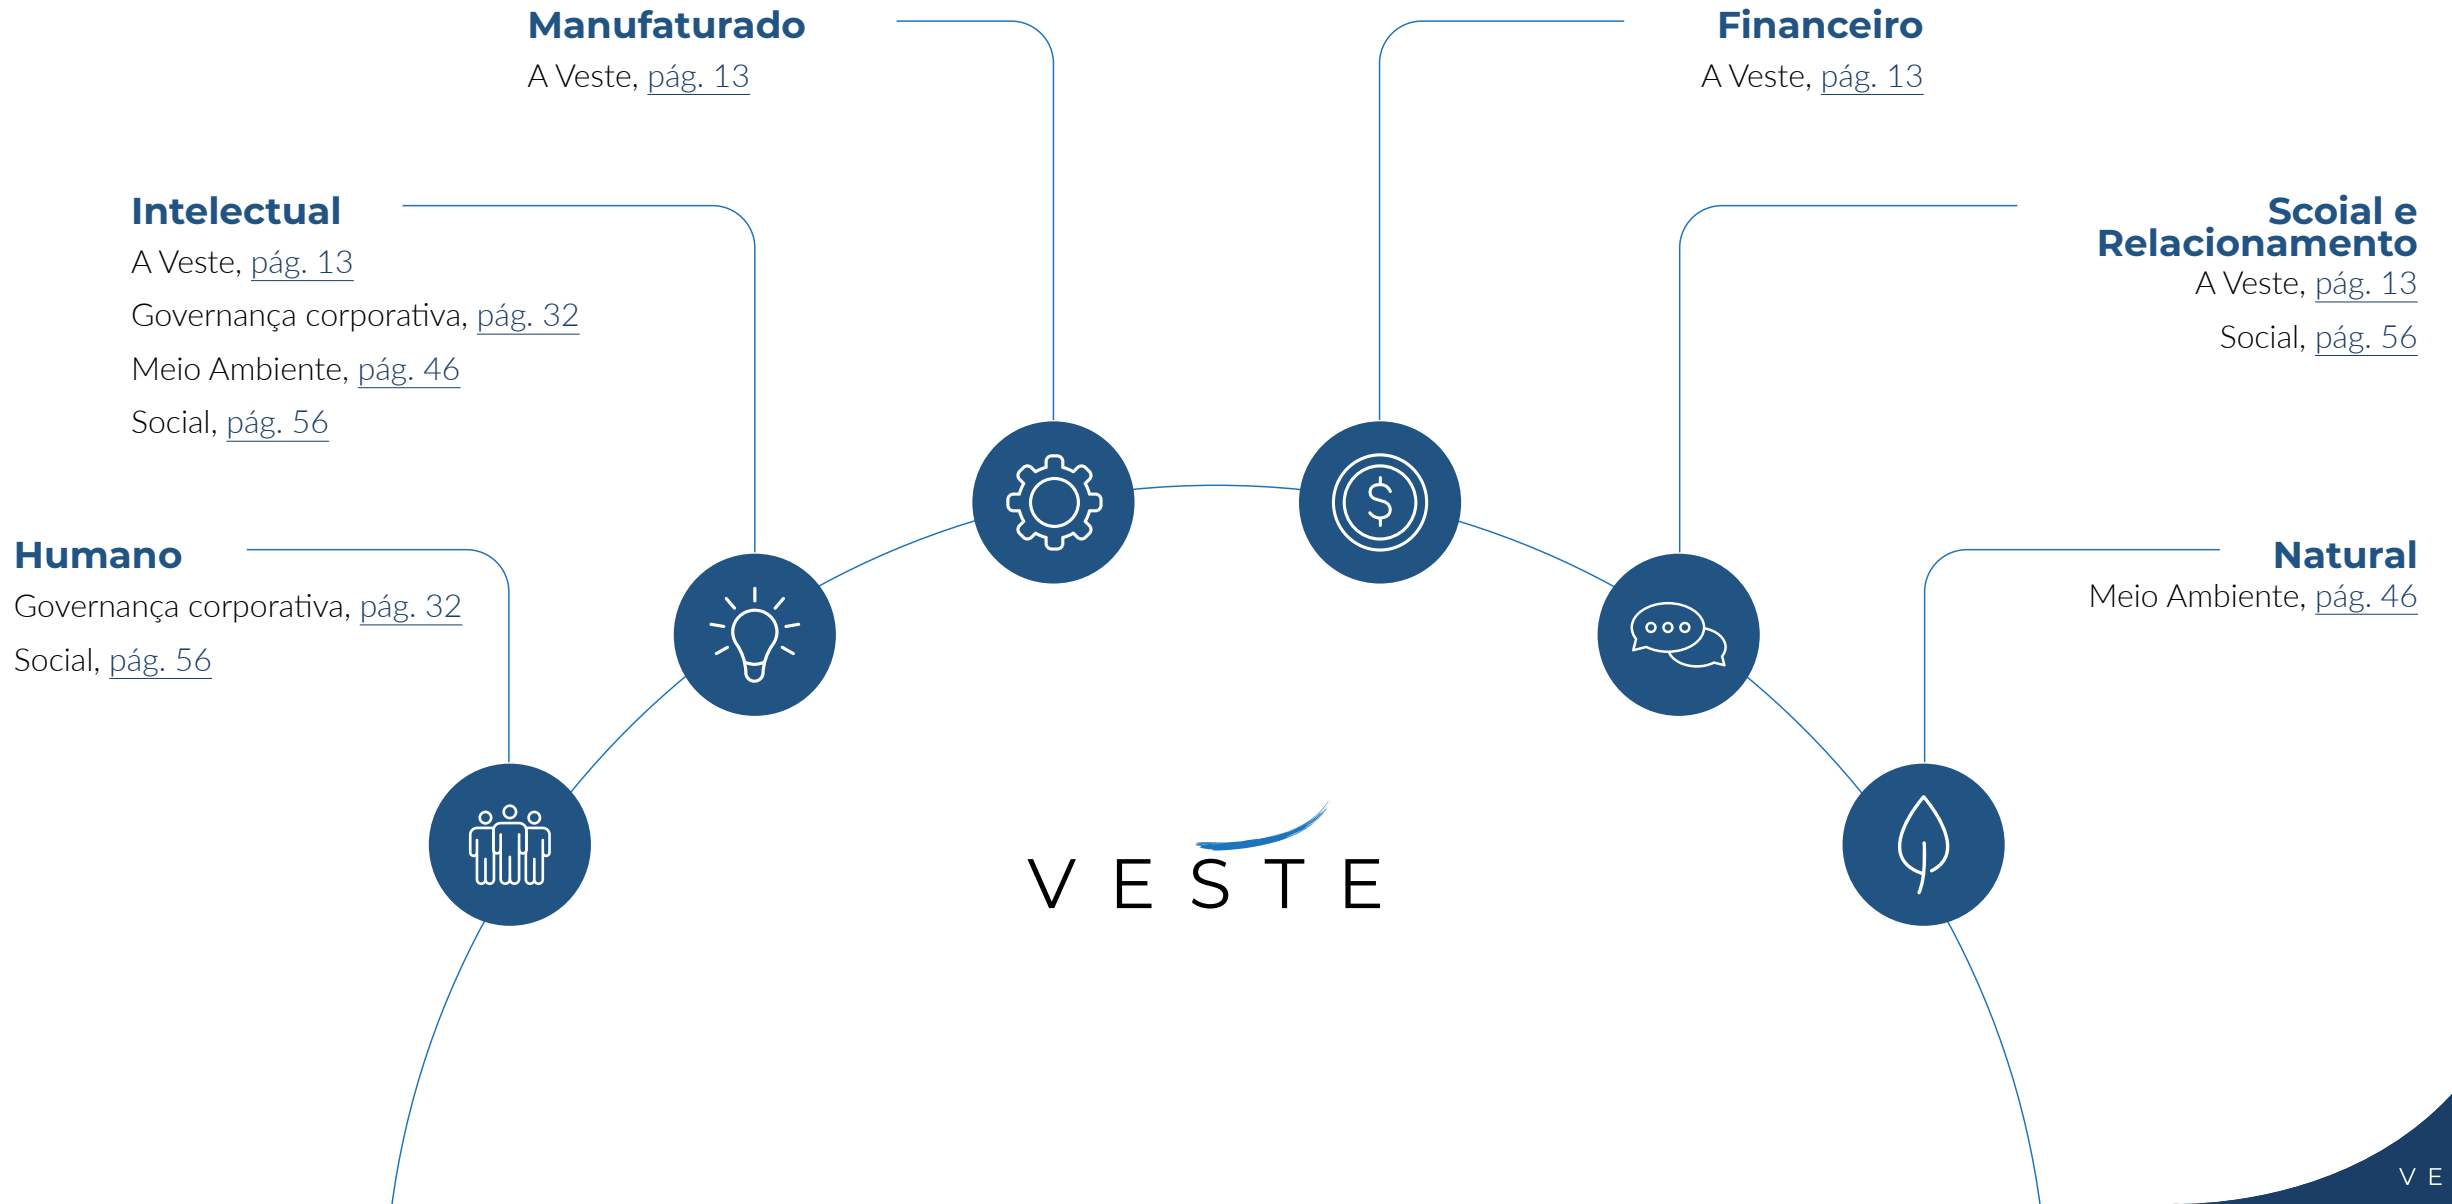 Manufaturado
A Veste, pág. 13
Financeiro
A Veste, pág. 13
Intelectual
A Veste, pág. 13
Governança corporativa, pág. 32
Meio Ambiente, pág. 46
Social, pág. 56
Scoial e
Relacionamento
A Veste, pág. 13
Social, pág. 56
Humano
Governança corporativa, pág. 32
Social, pág. 56
Natural
Meio Ambiente, pág. 46
$
VESTE
VE